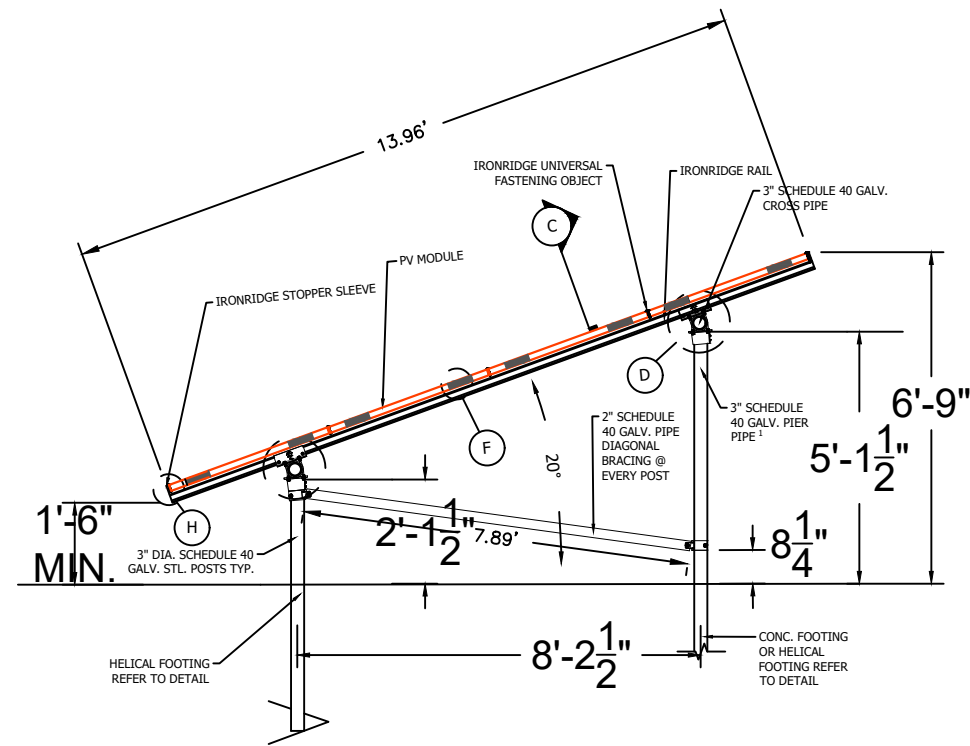 13.96'
IRONRIDGE UNIVERSAL
FASTENING OBJECT
IRONRIDGE RAIL
3" SCHEDULE 40 GALV.
CROSS PIPE
C
PV MODULE
IRONRIDGE STOPPER SLEEVE
D
6'-9"
3" SCHEDULE
40 GALV. PIER
PIPE 1
2" SCHEDULE
40 GALV. PIPE
DIAGONAL
BRACING @
EVERY POST
F
20°
5'-1 1/2"
H
1'-6"
MIN.
2'-1 1/2"
7.89'
8 1/4"
3" DIA. SCHEDULE 40
GALV. STL. POSTS TYP.
8'-2 1/2"
HELICAL FOOTING
REFER TO DETAIL
CONC. FOOTING
OR HELICAL
FOOTING REFER
TO DETAIL